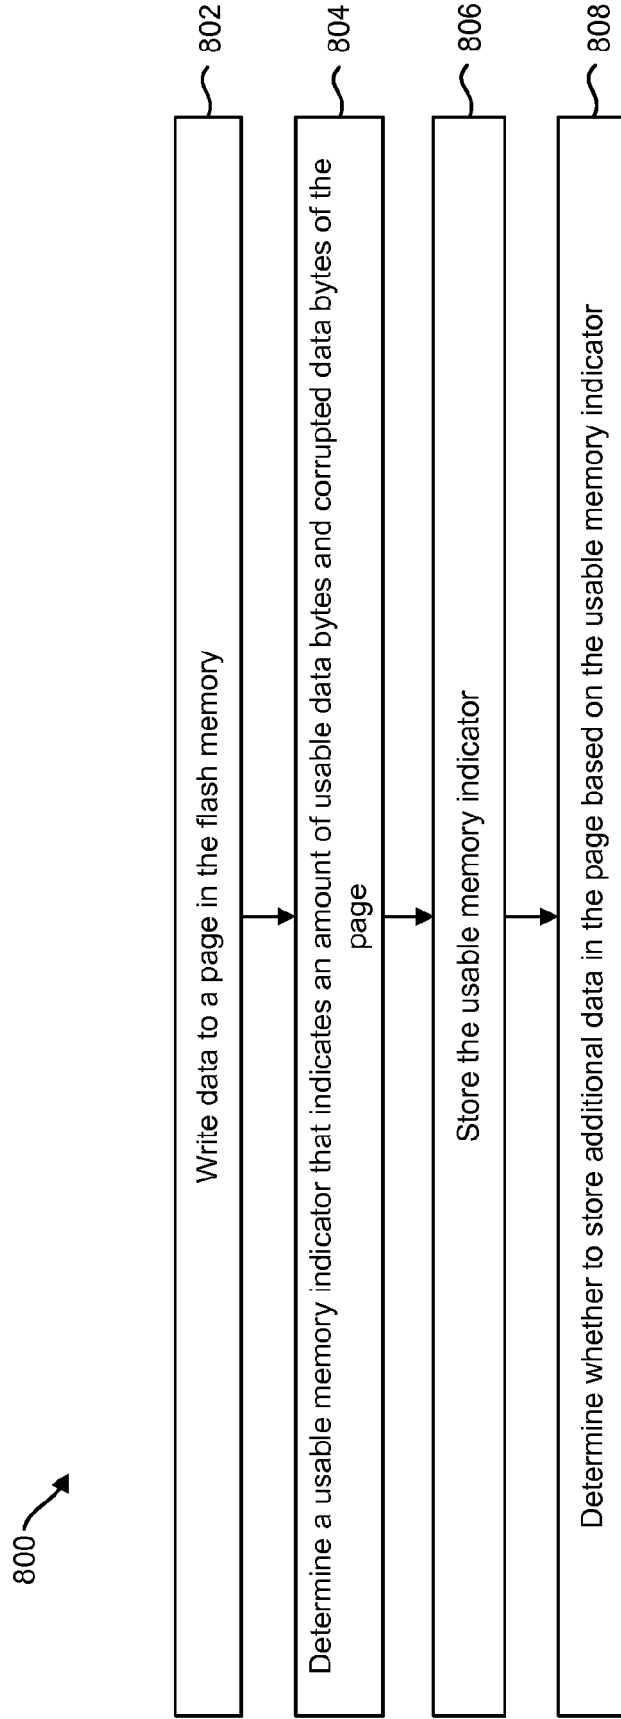 800
Write data to a page in the flash memory
802
Determine a usable memory indicator that indicates an amount of usable data bytes and corrupted data bytes of the
page
804
Store the usable memory indicator
806
Determine whether to store additional data in the page based on the usable memory indicator
808